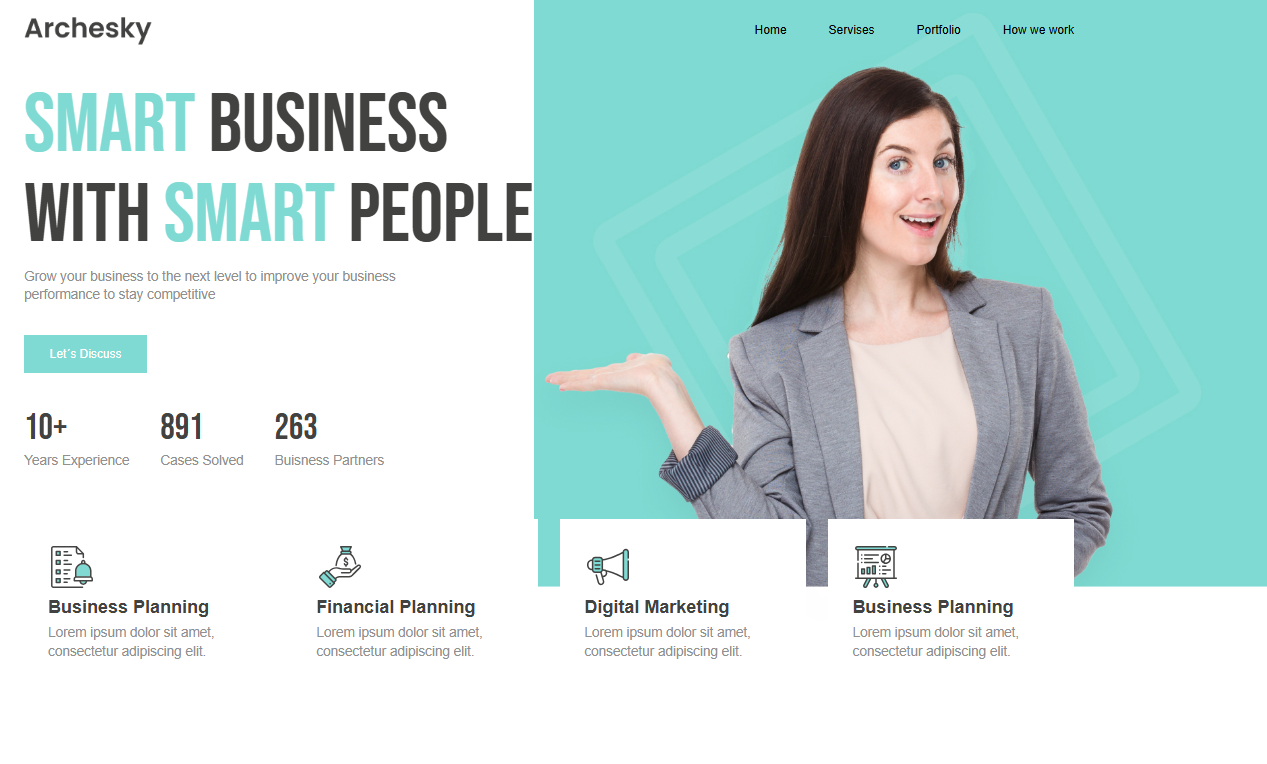 Archesky
Home
Servises
Portfolio
How we work
SMART BUSINESS
WITH SMART PEOPLE
Grow your business to the next level to improve your business
performance to stay competitive
Let's Discuss
10+
891
263
Years Experience
Cases Solved
Buisness Partners
Business Planning
Lorem ipsum dolor sit amet,
consectetur adipiscing elit.
Financial Planning
Lorem ipsum dolor sit amet,
consectetur adipiscing elit.
Digital Marketing
Lorem ipsum dolor sit amet,
consectetur adipiscing elit.
Business Planning
Lorem ipsum dolor sit amet,
consectetur adipiscing elit.